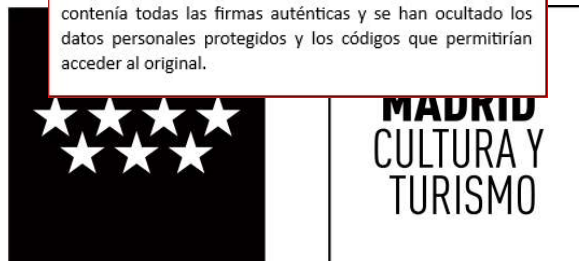 contenía todas las firmas auténticas y se han ocultado los
datos personales protegidos y los códigos que permitirían
acceder al original.
MADRID
CULTURA Y
TURISMO